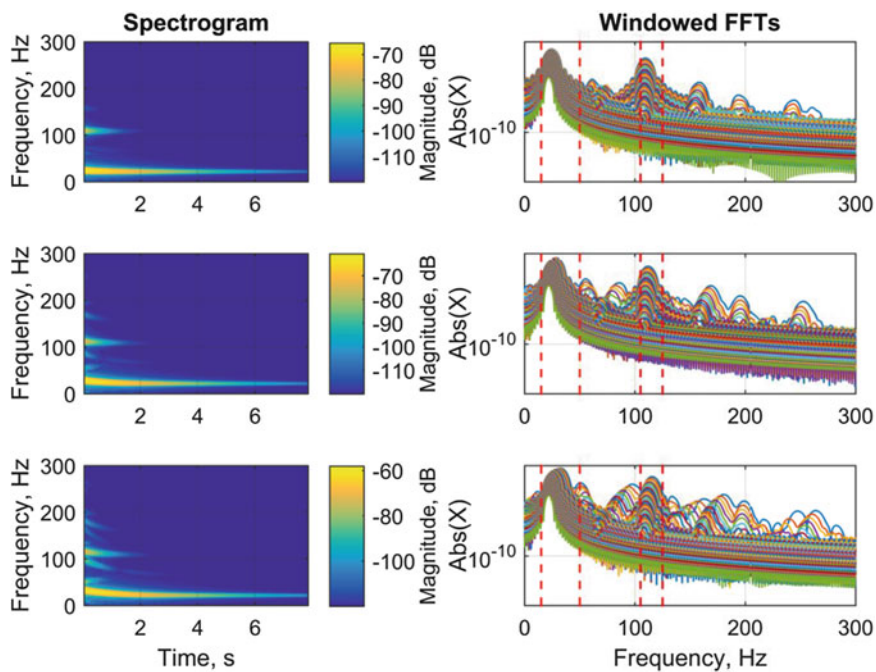 Spectrogram
Windowed FFTs
300
200
100
0
Frequency, Hz
2 4 6
-70
-80
-90
-100
-110
Magnitude, dB
Abs(X)
10^-10
0 100 200 300
300
200
100
0
Frequency, Hz
2 4 6
-70
-80
-90
-100
-110
Magnitude, dB
Abs(X)
10^-10
0 100 200 300
300
200
100
0
Frequency, Hz
2 4 6
Time, s
-60
-80
-100
Magnitude, dB
Abs(X)
10^-10
0 100 200 300
Frequency, Hz